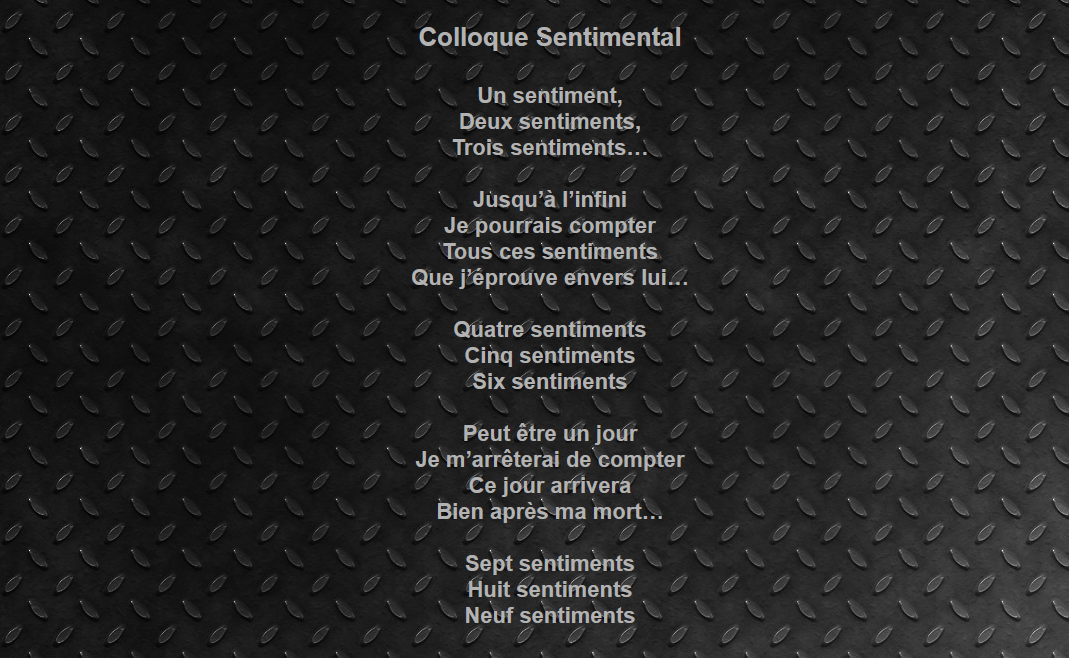 Colloque Sentimental
Un sentiment,
Deux sentiments,
Trois sentiments…
Jusqu’à l’infini
Je pourrais compter
Tous ces sentiments
Que j’éprouve envers lui…
Quatre sentiments
Cinq sentiments
Six sentiments
Peut être un jour
Je m’arrêterai de compter
Ce jour arrivera
Bien après ma mort…
Sept sentiments
Huit sentiments
Neuf sentiments